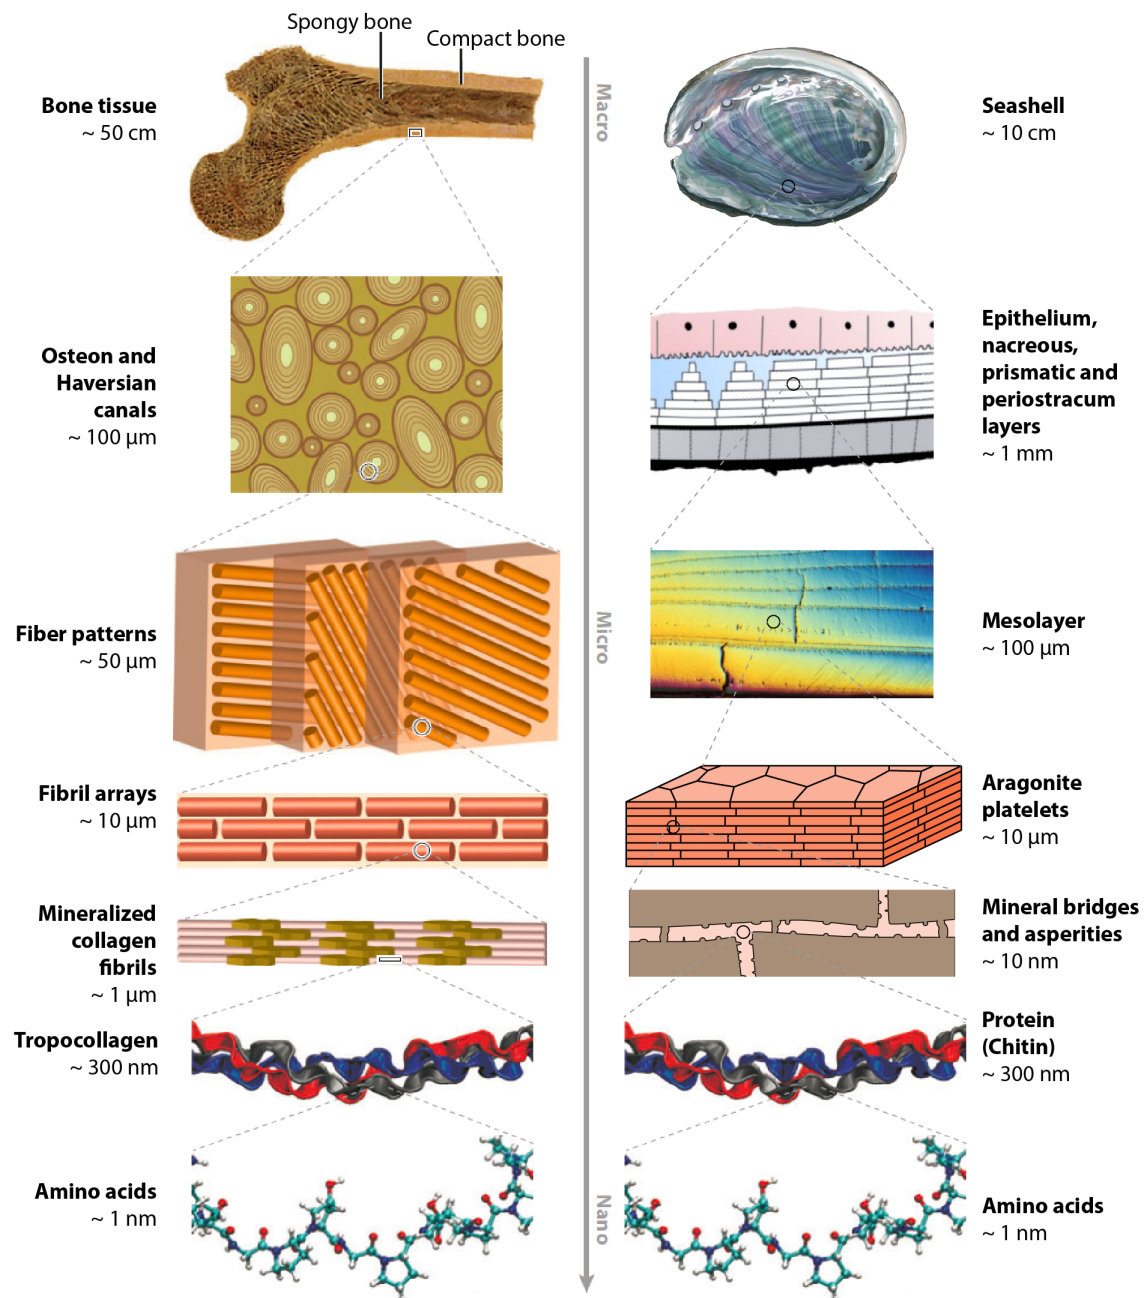 Spongy bone
Compact bone
Bone tissue
~ 50 cm
Macro
Seashell
~ 10 cm
Osteon and
Haversian
canals
~ 100 µm
Epithelium,
nacreous,
prismatic and
periostracum
layers
~ 1 mm
Fiber patterns
~ 50 µm
Micro
Mesolayer
~ 100 µm
Fibril arrays
~ 10 µm
Aragonite
platelets
~ 10 µm
Mineralized
collagen
fibrils
~ 1 µm
Mineral bridges
and asperities
~ 10 nm
Tropocollagen
~ 300 nm
Protein
(Chitin)
~ 300 nm
Amino acids
~ 1 nm
Nano
Amino acids
~ 1 nm